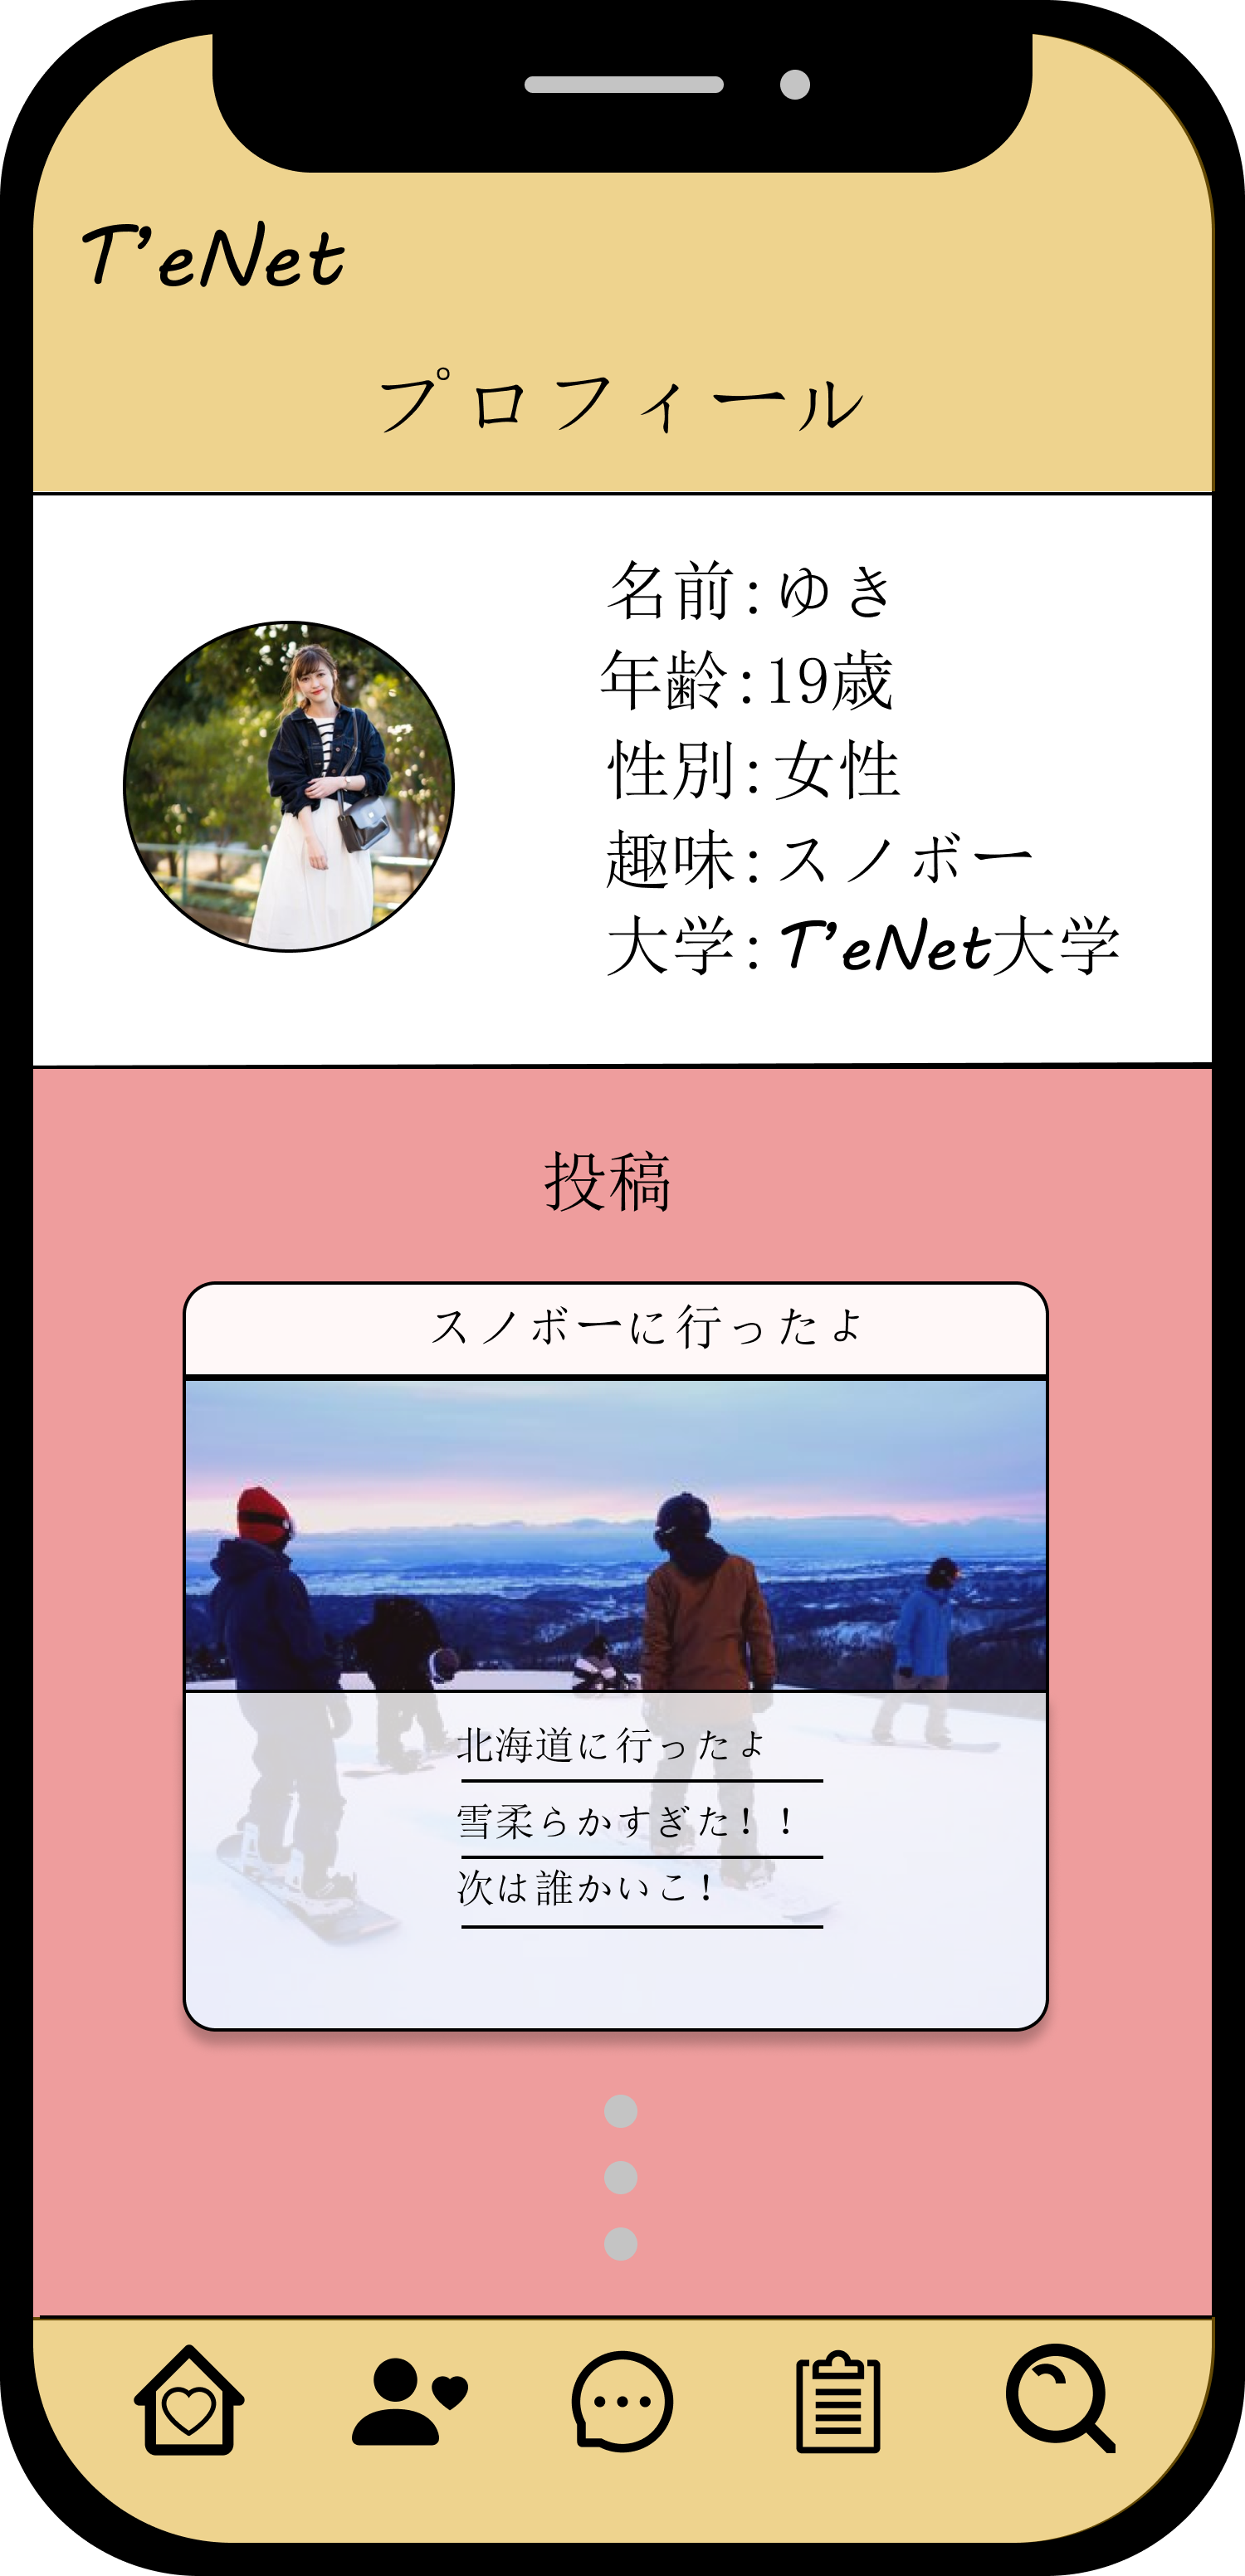 T'eNet
プロフィール
名前:ゆき
年齢:19歳
性別:女性
趣味:スノボー
大学:T'eNet大学
投稿
スノボーに行ったよ
北海道に行ったよ
雪柔らかすぎた！！
次は誰かいこ！